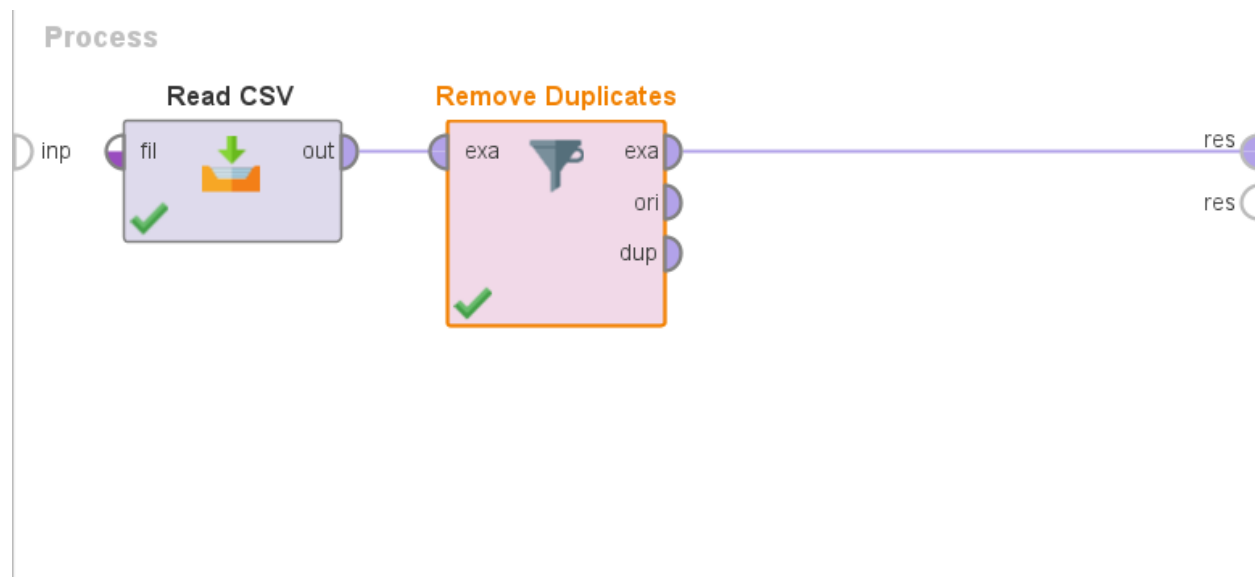 Process
Read CSV
Remove Duplicates
inp
fil
out
exa
exa
res
ori
res
dup